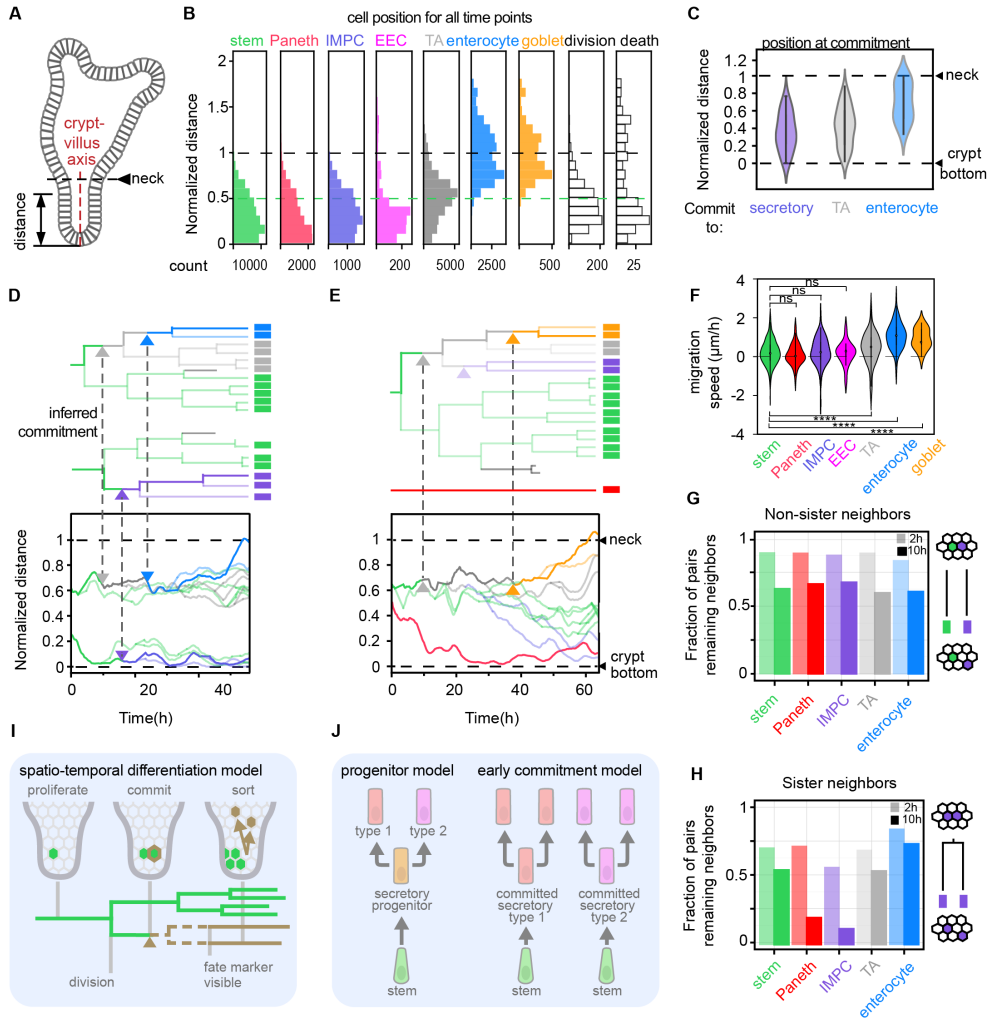 A
crypt-
villus
axis
neck
distance
B
cell position for all time points
stem Paneth IMPC EEC TA enterocyte goblet division death
Normalized distance
2
1.5
1
0.5
0
count 10000 2000 1000 200 5000 2500 500 200 25
C
position at commitment
Normalized distance
1.2
1
0.8
0.6
0.4
0.2
0
neck
crypt
bottom
Commit
to:
secretory TA enterocyte
D
inferred
commitment
Normalized distance
1
0.8
0.6
0.4
0.2
0
0 20 40
Time(h)
E
neck
crypt
bottom
1
0.8
0.6
0.4
0.2
0
0 20 40 60
Time(h)
F
migration
speed (μm/h)
4
2
0
-2
-4
ns
ns
ns
****
****
****
stem Paneth IMPC EEC TA enterocyte goblet
G
Non-sister neighbors
Fraction of pairs
remaining neighbors
1
0.5
0
2h
10h
stem Paneth IMPC TA enterocyte
H
Sister neighbors
Fraction of pairs
remaining neighbors
1
0.5
0
2h
10h
stem Paneth IMPC TA enterocyte
I
spatio-temporal differentiation model
proliferate commit sort
division
fate marker
visible
J
progenitor model
type 1 type 2
secretory
progenitor
stem
early commitment model
committed
secretory
type 1
committed
secretory
type 2
stem stem